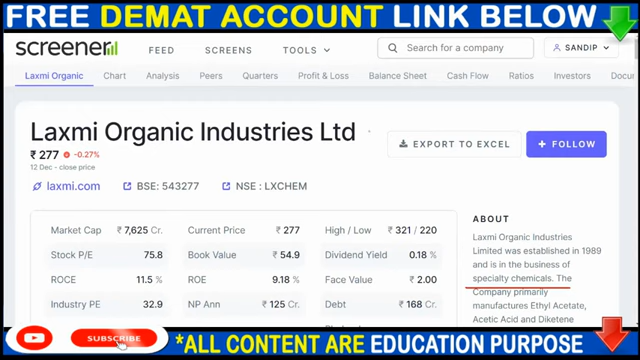 FREE DEMAT ACCOUNT LINK BELOW
screener FEED SCREENS TOOLS Search for a company SANDIP
Laxmi Organic Chart Analysis Peers Quarters Profit & Loss Balance Sheet Cash Flow Ratios Investors Docu
Laxmi Organic Industries Ltd
EXPORT TO EXCEL + FOLLOW
₹ 277 -0.27%
12 Dec - close price
laxmi.com BSE: 543277 NSE : LXCHEM
Market Cap ₹ 7,625 Cr. Current Price ₹ 277 High / Low ₹ 321 / 220
Stock P/E 75.8 Book Value ₹ 54.9 Dividend Yield 0.18 %
ROCE 11.5 % ROE 9.18 % Face Value ₹ 2.00
Industry PE 32.9 NP Ann ₹ 125 Cr. Debt ₹ 168 Cr.
ABOUT
Laxmi Organic Industries
Limited was established in 1989
and is in the business of
specialty chemicals. The
Company primarily
manufactures Ethyl Acetate,
Acetic Acid and Diketene
SUBSCRIBE
*ALL CONTENT ARE EDUCATION PURPOSE